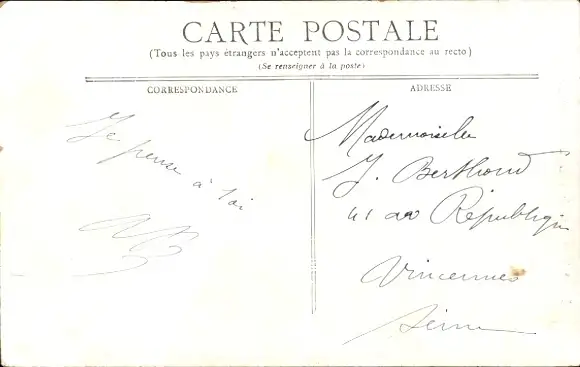 CARTE POSTALE
(Tous les pays étrangers n'acceptent pas la correspondance au recto)
(Se renseigner à la poste)
CORRESPONDANCE
Je pense à toi
ADRESSE
Mademoiselle
J. Berthoud
41 av République
Vincennes
Seine